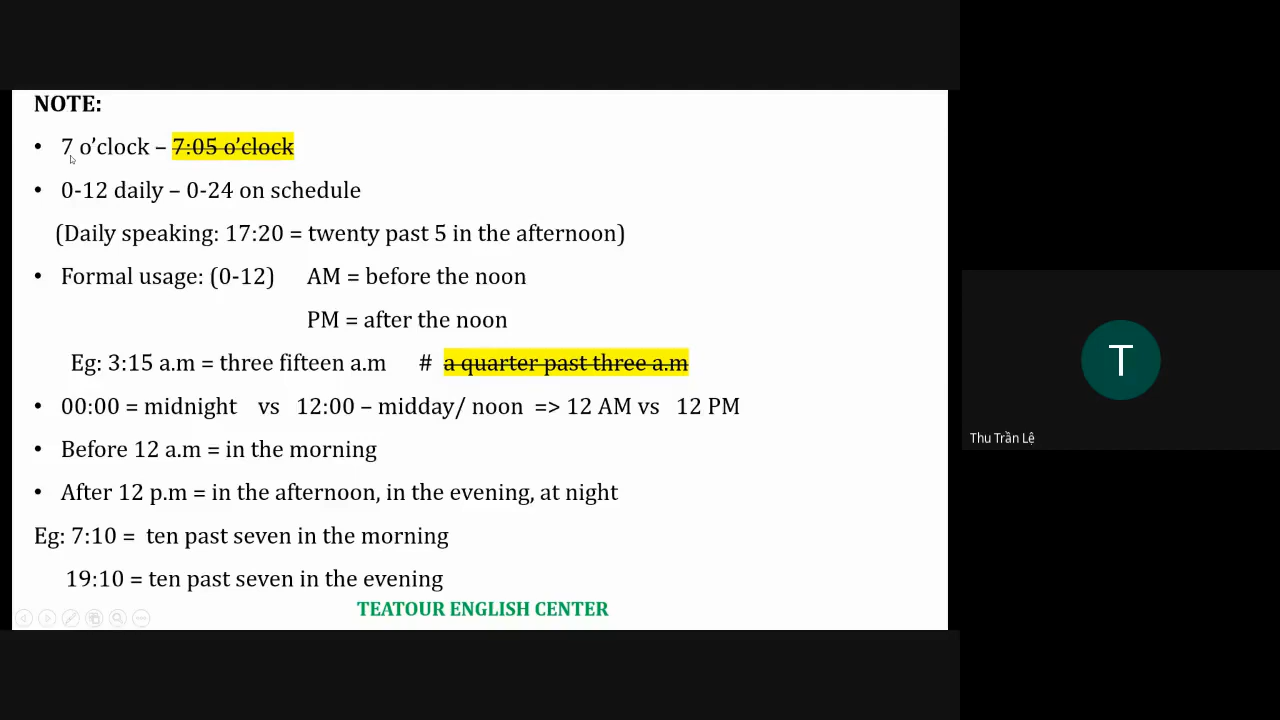 NOTE:
• 7 o’clock – 7:05 o’clock
• 0-12 daily – 0-24 on schedule
(Daily speaking: 17:20 = twenty past 5 in the afternoon)
• Formal usage: (0-12) AM = before the noon
PM = after the noon
Eg: 3:15 a.m = three fifteen a.m # a quarter past three a.m
• 00:00 = midnight vs 12:00 – midday/ noon => 12 AM vs 12 PM
• Before 12 a.m = in the morning
• After 12 p.m = in the afternoon, in the evening, at night
Eg: 7:10 = ten past seven in the morning
19:10 = ten past seven in the evening
TEATOUR ENGLISH CENTER
T
Thu Trần Lệ